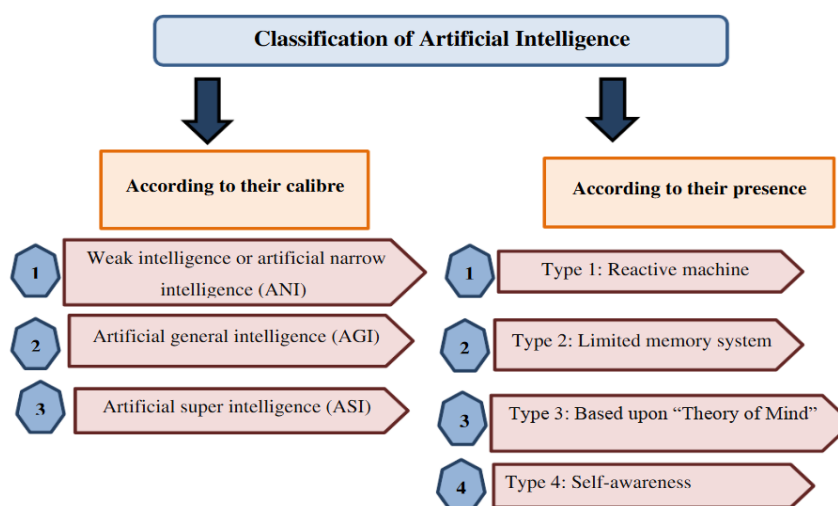 Classification of Artificial Intelligence
According to their calibre
1
Weak intelligence or artificial narrow
intelligence (ANI)
2
Artificial general intelligence (AGI)
3
Artificial super intelligence (ASI)
According to their presence
1
Type 1: Reactive machine
2
Type 2: Limited memory system
3
Type 3: Based upon “Theory of Mind”
4
Type 4: Self-awareness